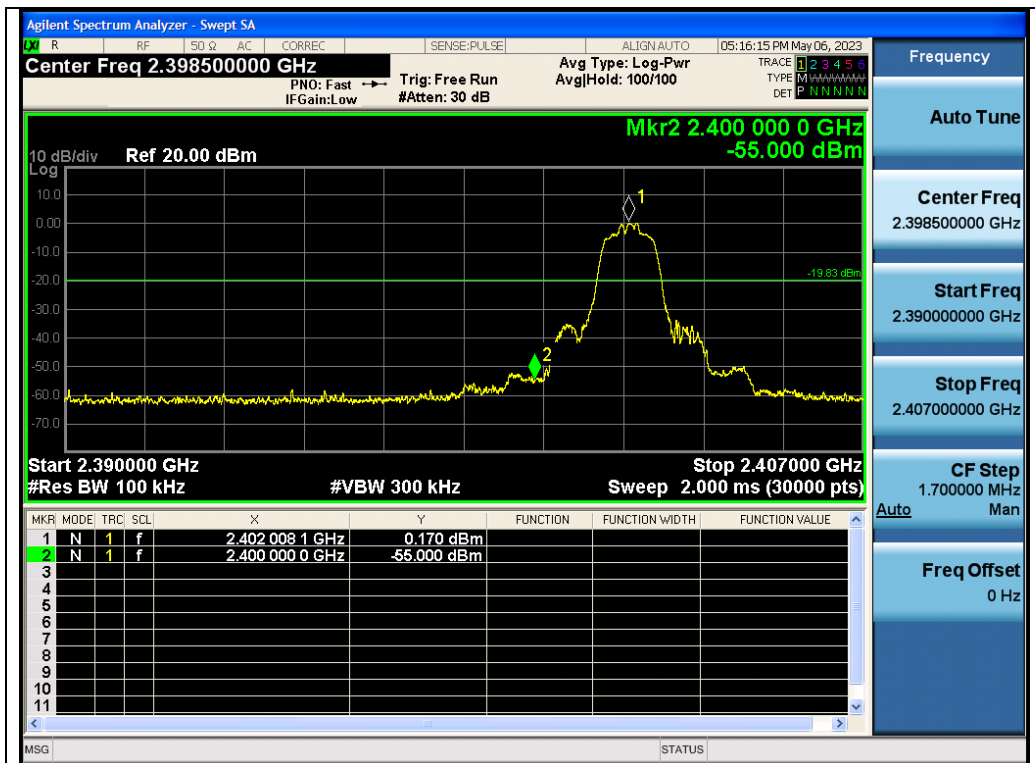 Agilent Spectrum Analyzer - Swept SA
LXI R RF 50 Ω AC CORREC SENSE:PULSE ALIGN AUTO 05:16:15 PM May 06, 2023
Center Freq 2.398500000 GHz
PNO: Fast
IFGain:Low
Trig: Free Run
#Atten: 30 dB
Avg Type: Log-Pwr
Avg|Hold: 100/100
TRACE 1 2 3 4 5 6
TYPE M
DET P N N N N N
Mkr2 2.400 000 0 GHz
-55.000 dBm
10 dB/div Ref 20.00 dBm
Log
10.0
0.00
-10.0
-20.0
-30.0
-40.0
-50.0
-60.0
-70.0
1
2
-19.83 dBm
Start 2.390000 GHz Stop 2.407000 GHz
#Res BW 100 kHz #VBW 300 kHz Sweep 2.000 ms (30000 pts)
MKR MODE TRC SCL X Y FUNCTION FUNCTION WIDTH FUNCTION VALUE
1 N 1 f 2.402 008 1 GHz 0.170 dBm
2 N 1 f 2.400 000 0 GHz -55.000 dBm
3
4
5
6
7
8
9
10
11
MSG STATUS
Frequency
Auto Tune
Center Freq
2.398500000 GHz
Start Freq
2.390000000 GHz
Stop Freq
2.407000000 GHz
CF Step
1.700000 MHz
Auto Man
Freq Offset
0 Hz